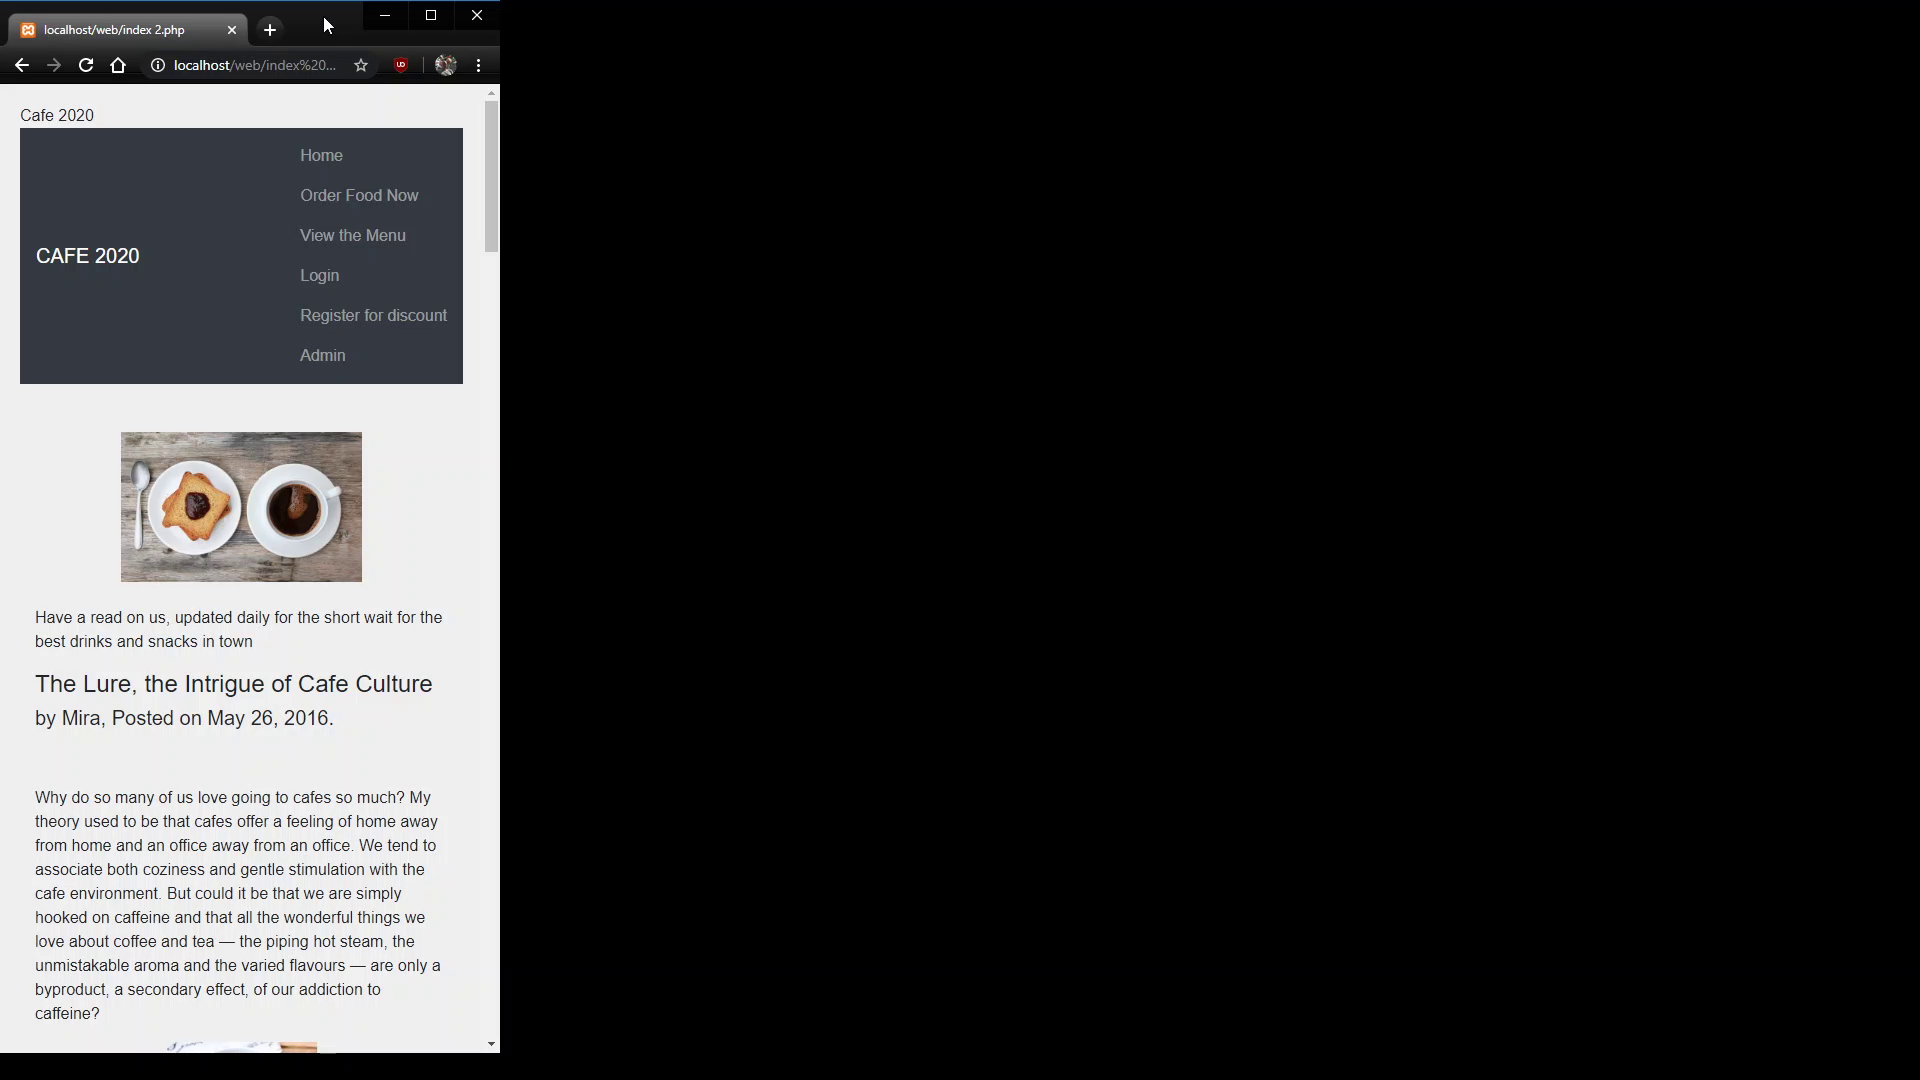 localhost/web/index 2.php
localhost/web/index%20...
Cafe 2020
CAFE 2020
Home
Order Food Now
View the Menu
Login
Register for discount
Admin
Have a read on us, updated daily for the short wait for the
best drinks and snacks in town
The Lure, the Intrigue of Cafe Culture
by Mira, Posted on May 26, 2016.
Why do so many of us love going to cafes so much? My
theory used to be that cafes offer a feeling of home away
from home and an office away from an office. We tend to
associate both coziness and gentle stimulation with the
cafe environment. But could it be that we are simply
hooked on caffeine and that all the wonderful things we
love about coffee and tea — the piping hot steam, the
unmistakable aroma and the varied flavours — are only a
byproduct, a secondary effect, of our addiction to
caffeine?